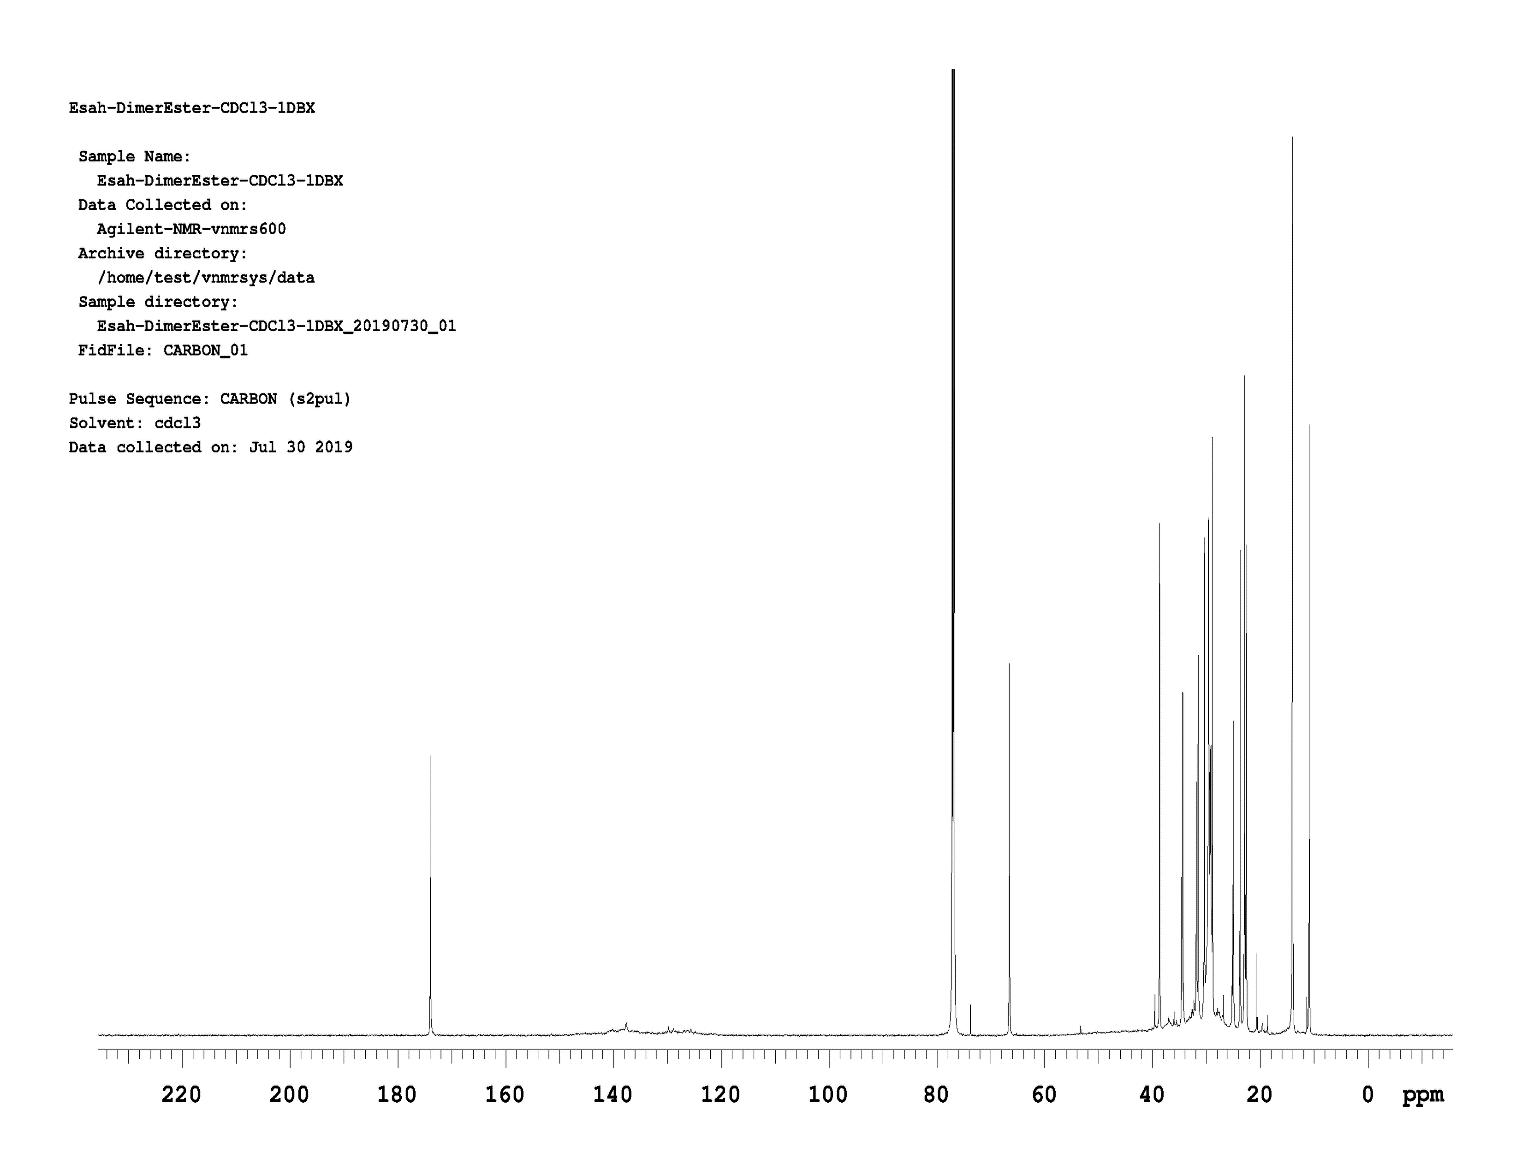 Esah-DimerEster-CDCl3-1DBX
Sample Name:
Esah-DimerEster-CDCl3-1DBX
Data Collected on:
Agilent-NMR-vnmrs600
Archive directory:
/home/test/vnmrsys/data
Sample directory:
Esah-DimerEster-CDCl3-1DBX_20190730_01
FidFile: CARBON_01
Pulse Sequence: CARBON (s2pul)
Solvent: cdcl3
Data collected on: Jul 30 2019
220 200 180 160 140 120 100 80 60 40 20 0 ppm